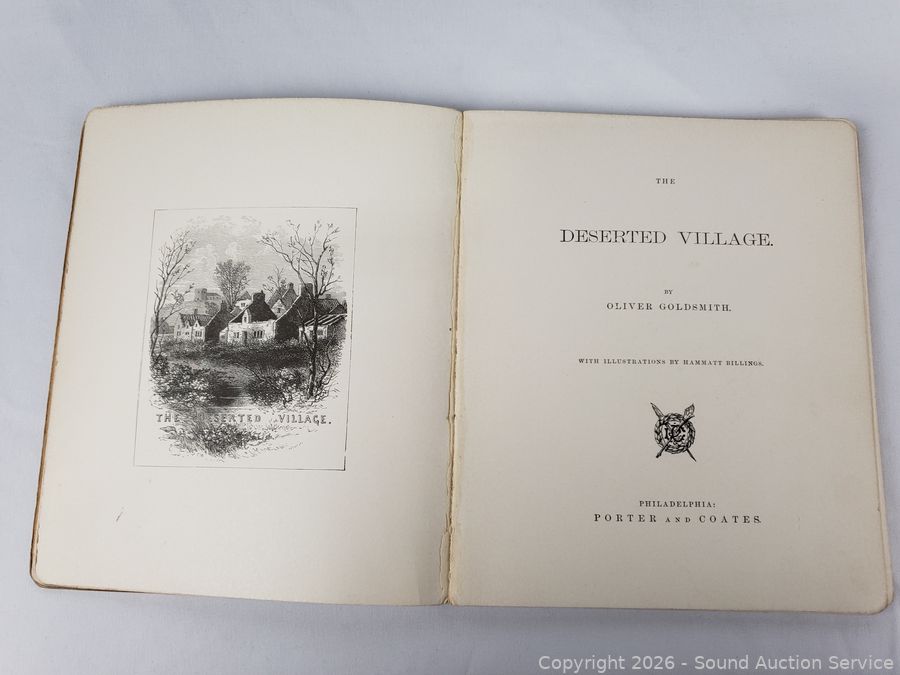 THE DESERTED VILLAGE.
THE
DESERTED VILLAGE.
BY
OLIVER GOLDSMITH.
WITH ILLUSTRATIONS BY HAMMATT BILLINGS.
PHILADELPHIA:
PORTER AND COATES.
Copyright 2026 - Sound Auction Service